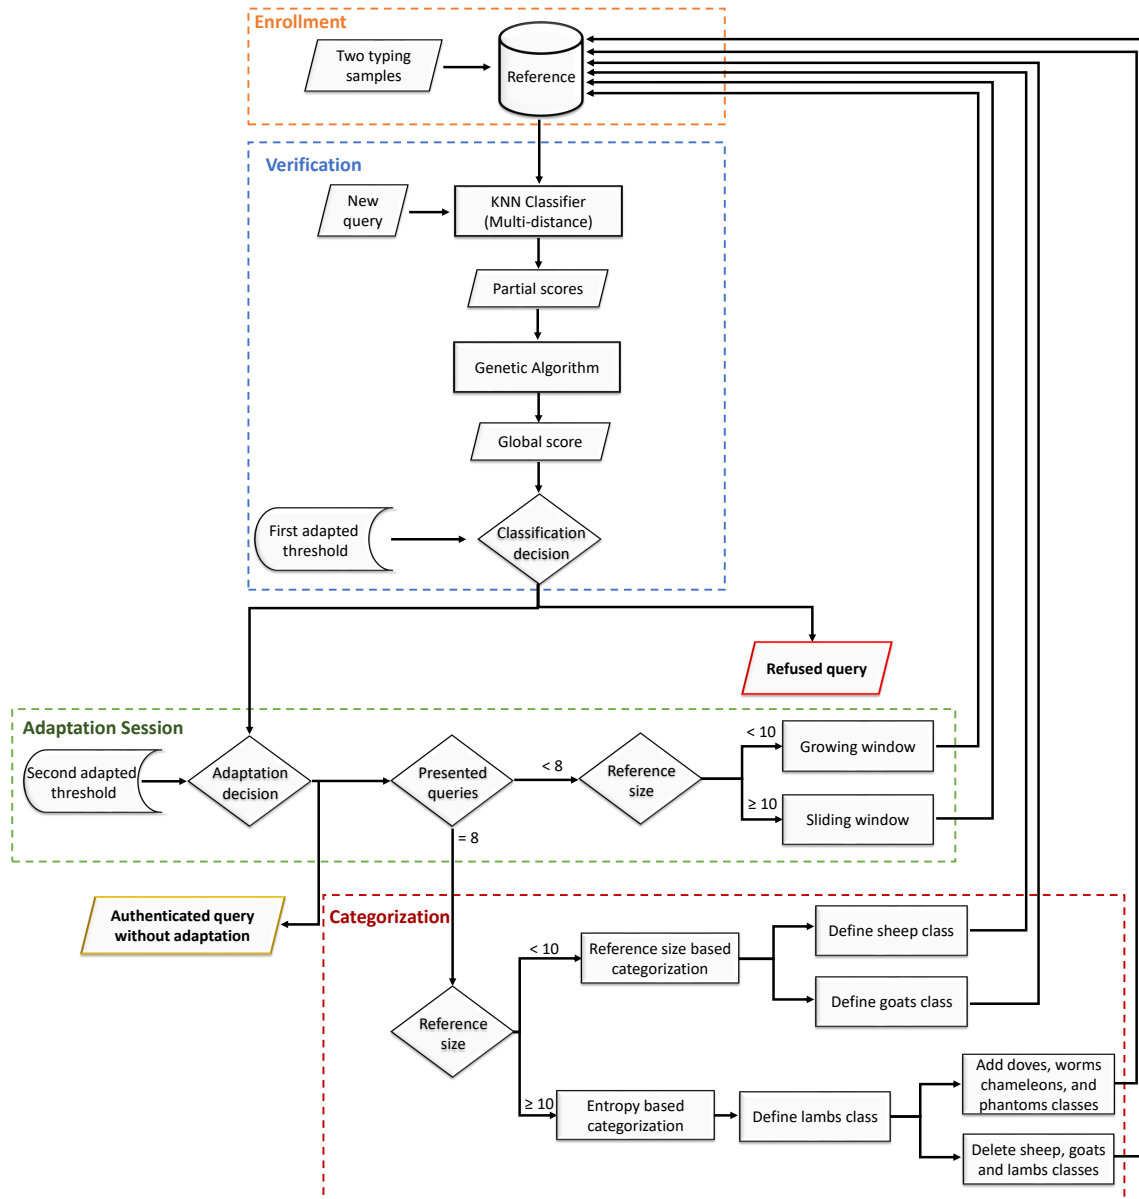 Enrollment
Two typing
samples
Reference
Verification
New
query
KNN Classifier
(Multi-distance)
Partial scores
Genetic Algorithm
Global score
First adapted
threshold
Classification
decision
Refused query
Adaptation Session
Second adapted
threshold
Adaptation
decision
Presented
queries
< 8
Reference
size
< 10
Growing window
≥ 10
Sliding window
= 8
Authenticated query
without adaptation
Categorization
Reference
size
< 10
Reference size based
categorization
Define sheep class
Define goats class
≥ 10
Entropy based
categorization
Define lambs class
Add doves, worms
chameleons, and
phantoms classes
Delete sheep, goats
and lambs classes